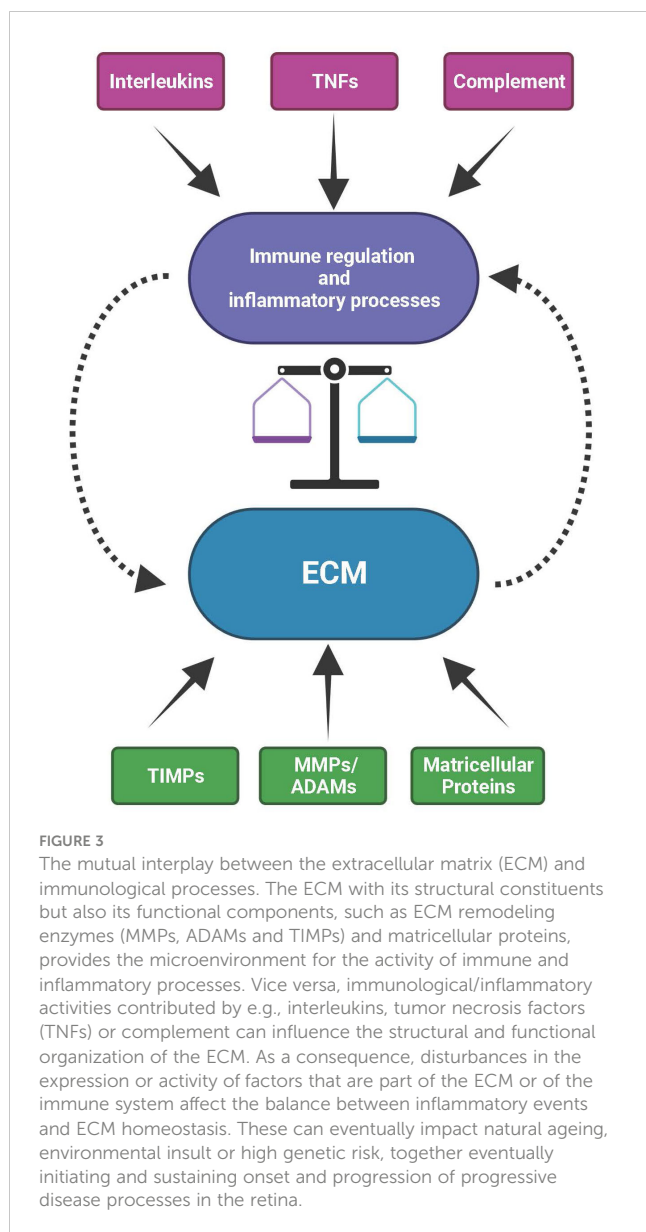 Interleukins
TNFs
Complement
Immune regulation
and
inflammatory processes
ECM
TIMPs
MMPs/
ADAMs
Matricellular
Proteins
FIGURE 3
The mutual interplay between the extracellular matrix (ECM) and
immunological processes. The ECM with its structural constituents
but also its functional components, such as ECM remodeling
enzymes (MMPs, ADAMs and TIMPs) and matricellular proteins,
provides the microenvironment for the activity of immune and
inflammatory processes. Vice versa, immunological/inflammatory
activities contributed by e.g., interleukins, tumor necrosis factors
(TNFs) or complement can influence the structural and functional
organization of the ECM. As a consequence, disturbances in the
expression or activity of factors that are part of the ECM or of the
immune system affect the balance between inflammatory events
and ECM homeostasis. These can eventually impact natural ageing,
environmental insult or high genetic risk, together eventually
initiating and sustaining onset and progression of progressive
disease processes in the retina.